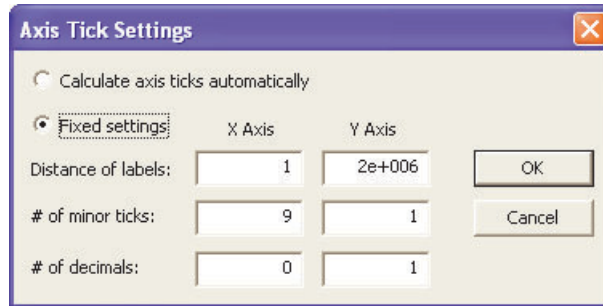 Axis Tick Settings
Calculate axis ticks automatically
Fixed settings X Axis Y Axis
Distance of labels: 1 2e+006 OK
# of minor ticks: 9 1 Cancel
# of decimals: 0 1